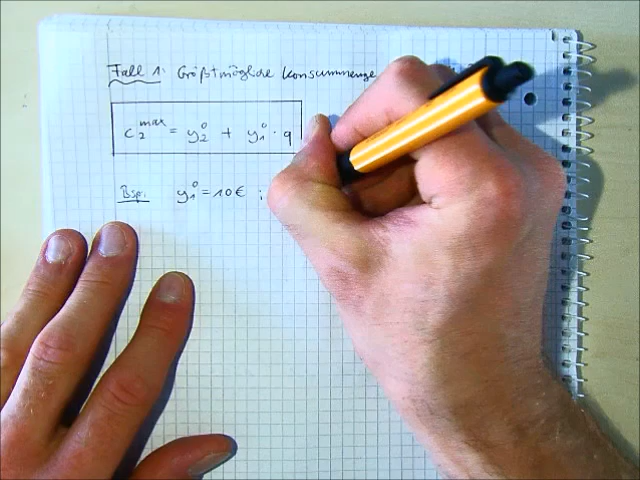 Fall 1: Größtmögliche Konsummenge
c₂ᵐᵃˣ = y₂⁰ + y₁⁰ · q
Bsp.: y₁⁰ = 10€ ;